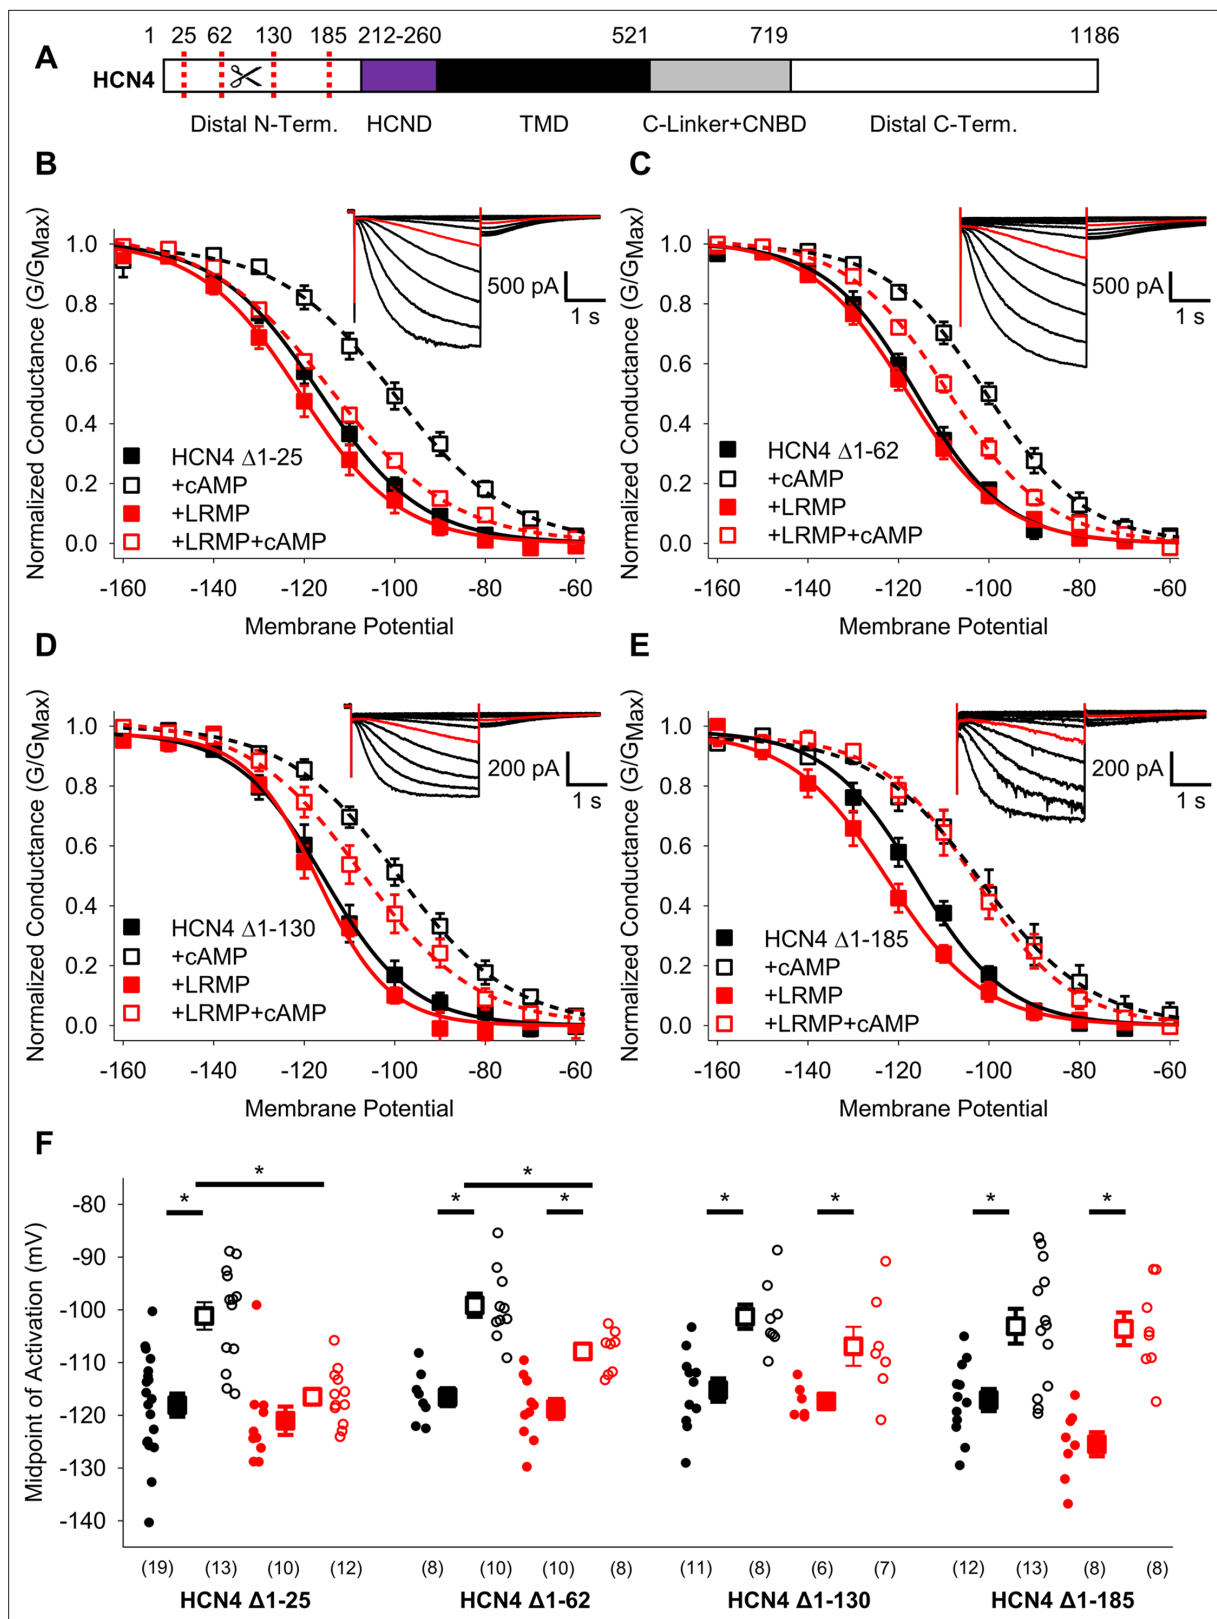 A
1 25 62 130 185 212-260 521 719 1186
HCN4
Distal N-Term. HCND TMD C-Linker+CNBD Distal C-Term.
B
Normalized Conductance (G/GMax)
1.0
0.8
0.6
0.4
0.2
0.0
500 pA
1 s
HCN4 Δ1-25
+cAMP
+LRMP
+LRMP+cAMP
-160 -140 -120 -100 -80 -60
Membrane Potential
C
Normalized Conductance (G/GMax)
1.0
0.8
0.6
0.4
0.2
0.0
500 pA
1 s
HCN4 Δ1-62
+cAMP
+LRMP
+LRMP+cAMP
-160 -140 -120 -100 -80 -60
Membrane Potential
D
Normalized Conductance (G/GMax)
1.0
0.8
0.6
0.4
0.2
0.0
200 pA
1 s
HCN4 Δ1-130
+cAMP
+LRMP
+LRMP+cAMP
-160 -140 -120 -100 -80 -60
Membrane Potential
E
Normalized Conductance (G/GMax)
1.0
0.8
0.6
0.4
0.2
0.0
200 pA
1 s
HCN4 Δ1-185
+cAMP
+LRMP
+LRMP+cAMP
-160 -140 -120 -100 -80 -60
Membrane Potential
F
Midpoint of Activation (mV)
-80
-90
-100
-110
-120
-130
-140
* *
* * *
* *
* *
(19) (13) (10) (12) (8) (10) (10) (8) (11) (8) (6) (7) (12) (13) (8) (8)
HCN4 Δ1-25 HCN4 Δ1-62 HCN4 Δ1-130 HCN4 Δ1-185